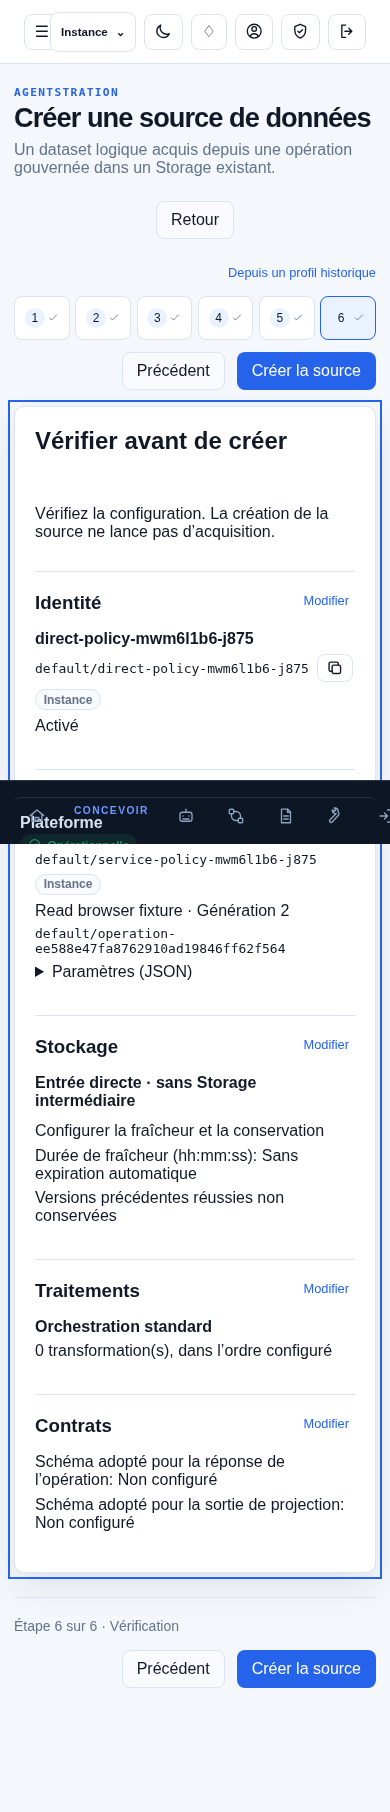 Instance
AGENTSTRATION
Créer une source de données
Un dataset logique acquis depuis une opération
gouvernée dans un Storage existant.
Retour
Depuis un profil historique
1 2 3 4 5 6
Précédent Créer la source
Vérifier avant de créer
Vérifiez la configuration. La création de la
source ne lance pas d’acquisition.
Identité Modifier
direct-policy-mwm6l1b6-j875
default/direct-policy-mwm6l1b6-j875
Instance
Activé
CONCEVOIR
Plateforme
Opérationnelle
default/service-policy-mwm6l1b6-j875
Instance
Read browser fixture · Génération 2
default/operation-
ee588e47fa8762910ad19846ff62f564
Paramètres (JSON)
Stockage Modifier
Entrée directe · sans Storage
intermédiaire
Configurer la fraîcheur et la conservation
Durée de fraîcheur (hh:mm:ss): Sans
expiration automatique
Versions précédentes réussies non
conservées
Traitements Modifier
Orchestration standard
0 transformation(s), dans l’ordre configuré
Contrats Modifier
Schéma adopté pour la réponse de
l’opération: Non configuré
Schéma adopté pour la sortie de projection:
Non configuré
Étape 6 sur 6 · Vérification
Précédent Créer la source